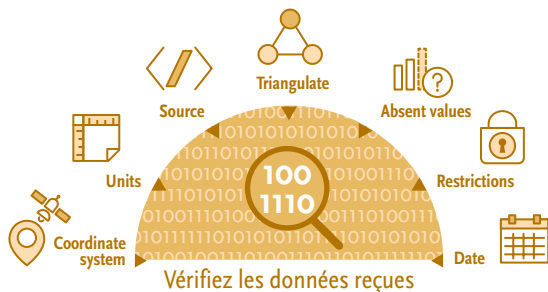 Triangulate
Source
Absent values
Units
Restrictions
Coordinate
system
Date
?
100
1110
Vérifiez les données reçues